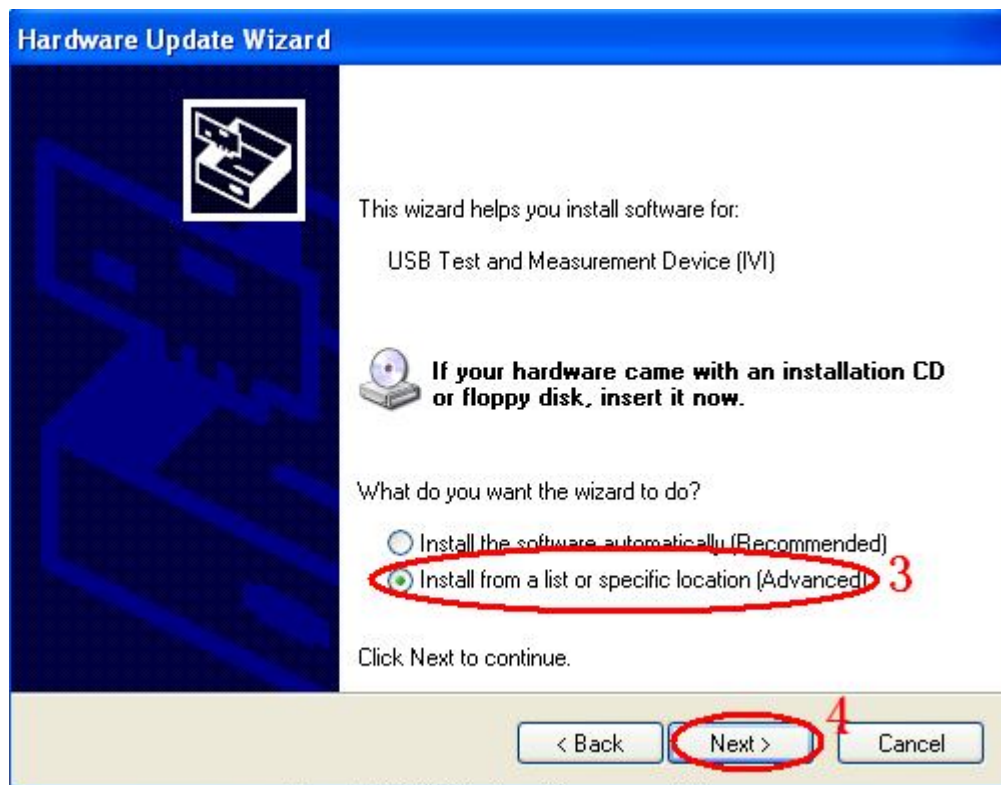 Hardware Update Wizard
This wizard helps you install software for:
USB Test and Measurement Device (IVI)
If your hardware came with an installation CD
or floppy disk, insert it now.
What do you want the wizard to do?
Install the software automatically (Recommended)
Install from a list or specific location (Advanced) 3
Click Next to continue.
4
< Back Next > Cancel